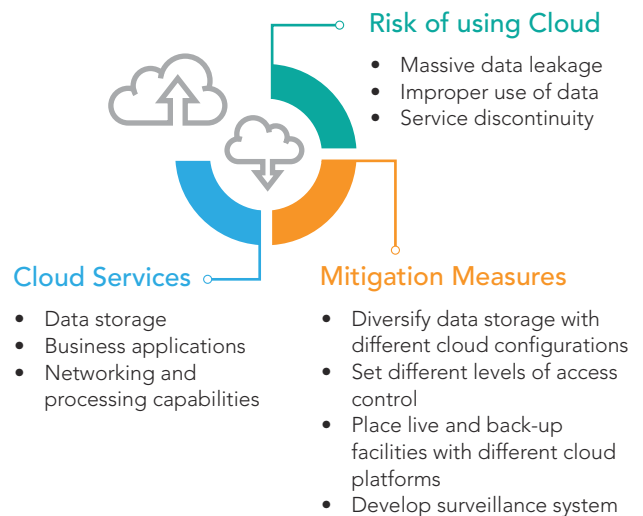 Risk of using Cloud
• Massive data leakage
• Improper use of data
• Service discontinuity
Cloud Services
• Data storage
• Business applications
• Networking and
processing capabilities
Mitigation Measures
• Diversify data storage with
different cloud configurations
• Set different levels of access
control
• Place live and back-up
facilities with different cloud
platforms
• Develop surveillance system